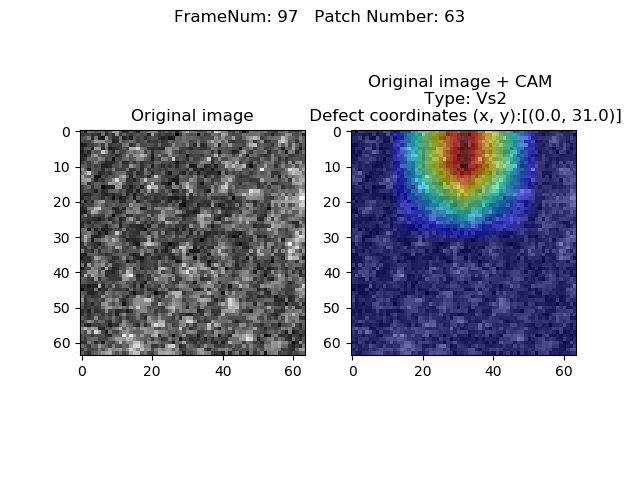 FrameNum: 97   Patch Number: 63
Original image
Original image + CAM
Type: Vs2
Defect coordinates (x, y):[(0.0, 31.0)]
0
10
20
30
40
50
60
0 20 40 60
0
10
20
30
40
50
60
0 20 40 60